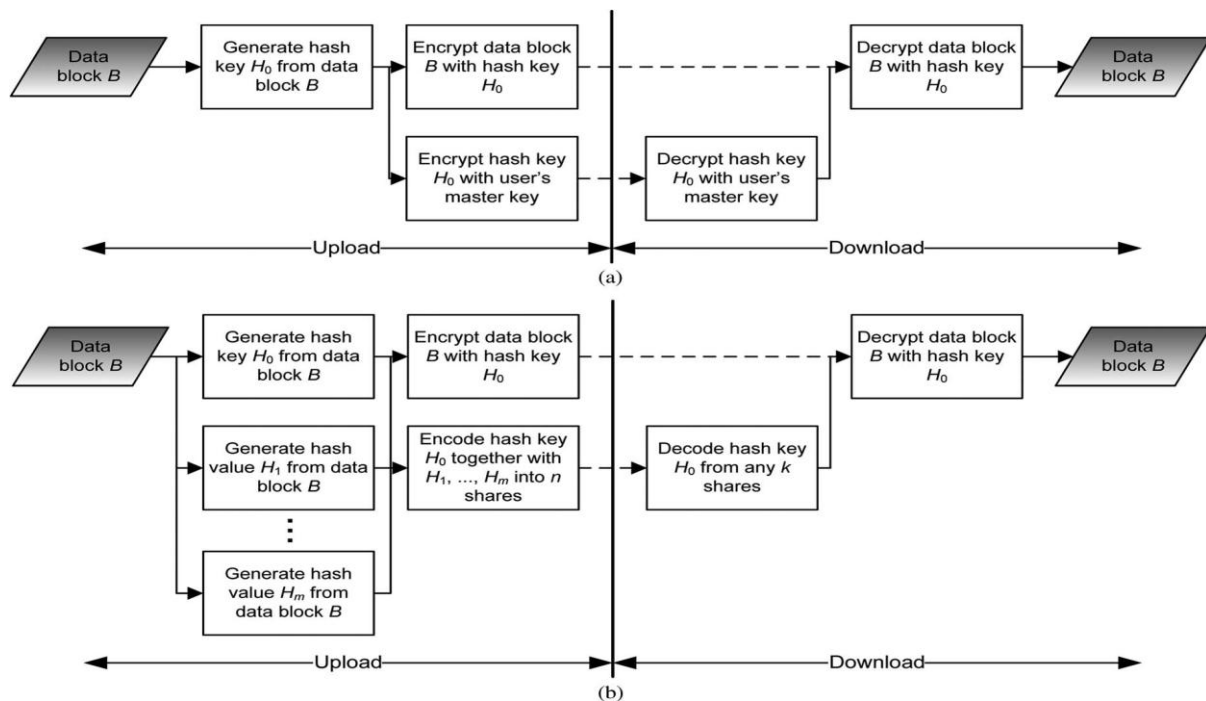 Data
block B
Generate hash
key H0 from data
block B
Encrypt data block
B with hash key
H0
Decrypt data block
B with hash key
H0
Data
block B
Encrypt hash key
H0 with user's
master key
Decrypt hash key
H0 with user's
master key
Upload
Download
(a)
Data
block B
Generate hash
key H0 from data
block B
Encrypt data block
B with hash key
H0
Decrypt data block
B with hash key
H0
Data
block B
Generate hash
value H1 from data
block B
Encode hash key
H0 together with
H1, ..., Hm into n
shares
Decode hash key
H0 from any k
shares
Generate hash
value Hm from
data block B
Upload
Download
(b)